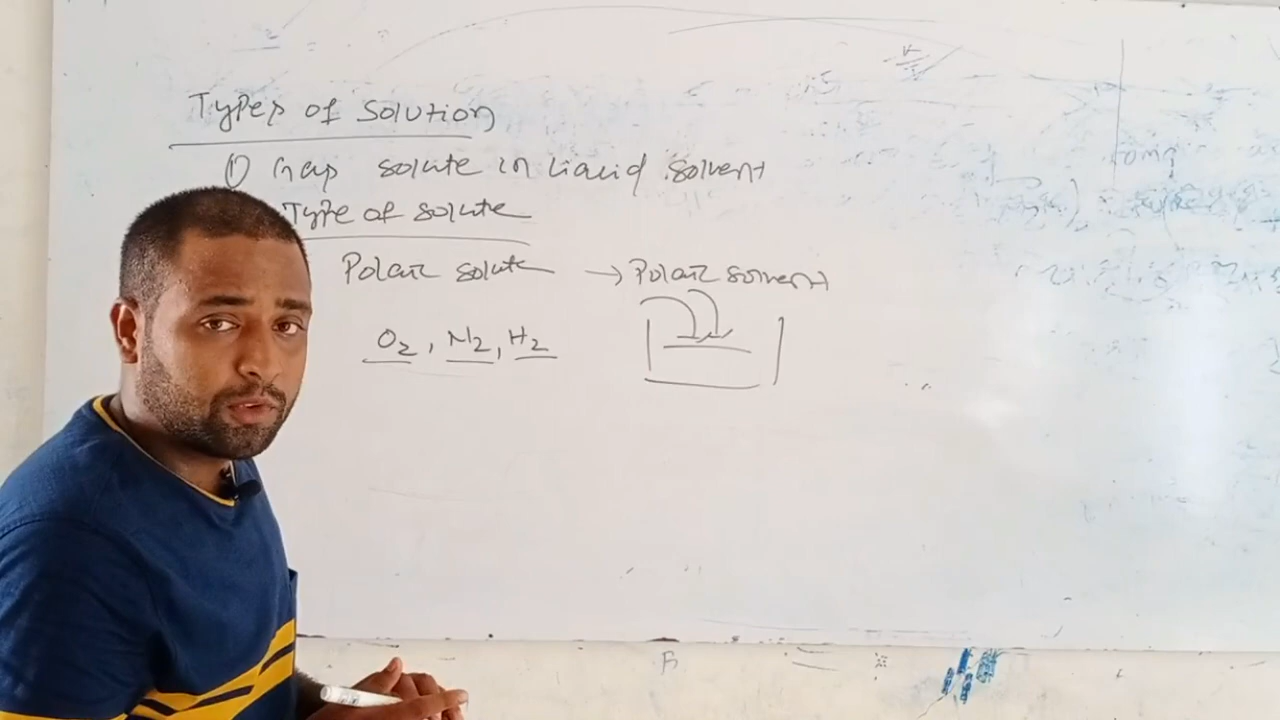 Types of solution
① Gas solute in liquid solvent
Type of solute
Polar solute → Polar solvent
O₂, N₂, H₂